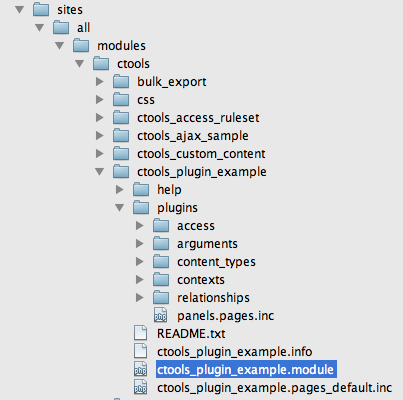 sites
all
modules
ctools
bulk_export
css
ctools_access_ruleset
ctools_ajax_sample
ctools_custom_content
ctools_plugin_example
help
plugins
access
arguments
content_types
contexts
relationships
panels.pages.inc
README.txt
ctools_plugin_example.info
ctools_plugin_example.module
ctools_plugin_example.pages_default.inc